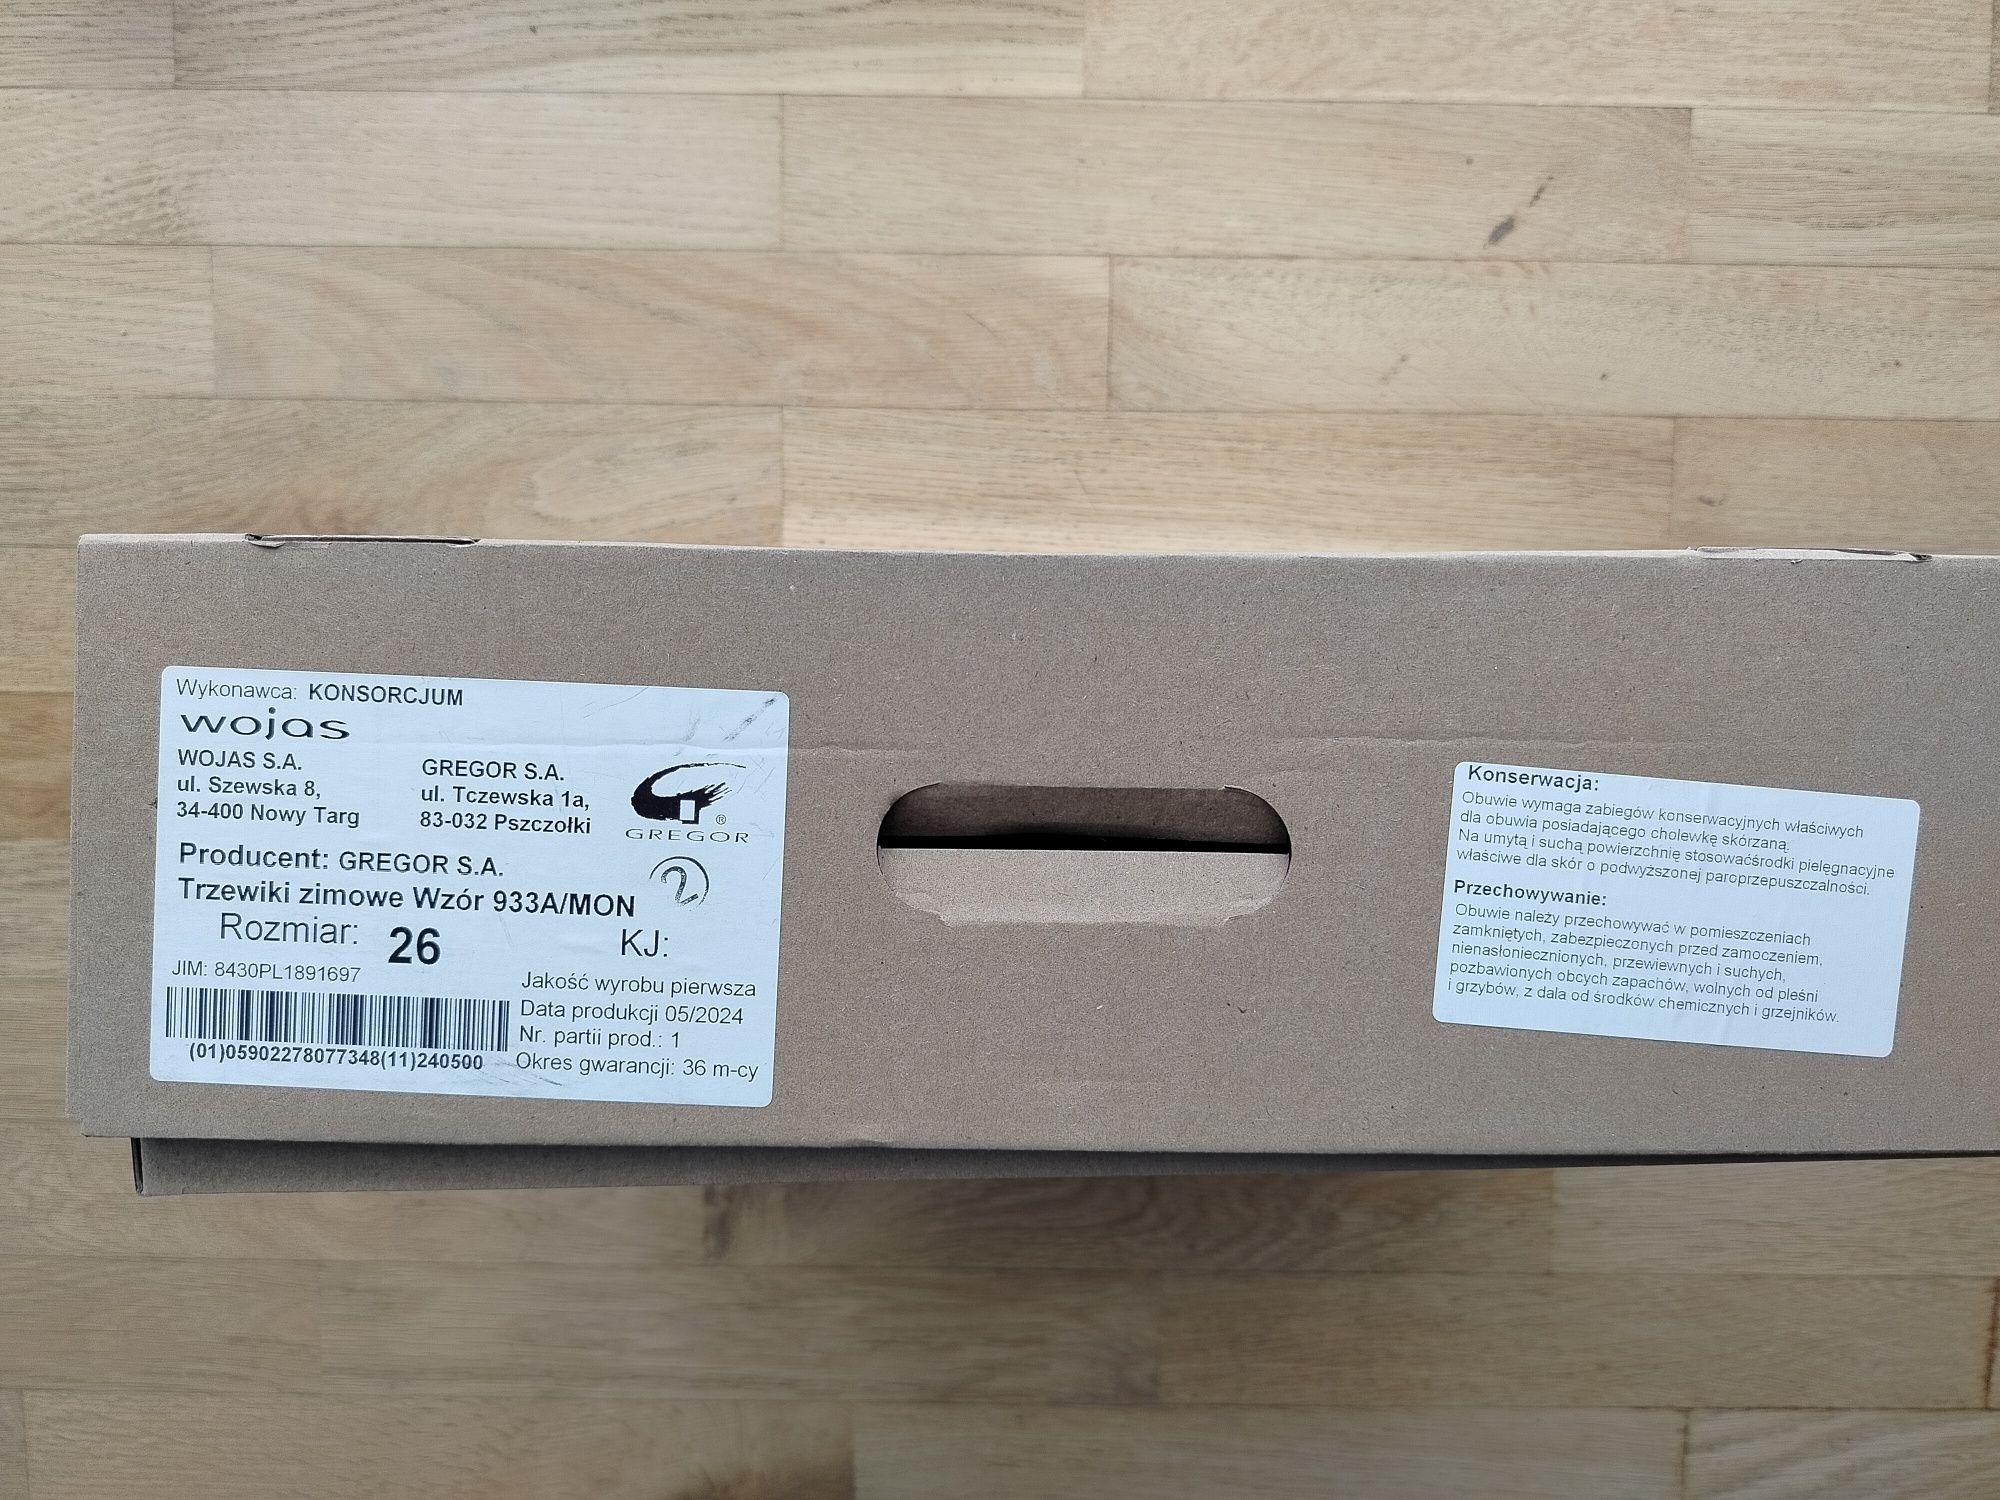 Wykonawca: KONSORCJUM
wojas
WOJAS S.A.
ul. Szewska 8,
34-400 Nowy Targ
GREGOR S.A.
ul. Tczewska 1a,
83-032 Pszczołki
®
GREGOR
Producent: GREGOR S.A.
2
Trzewiki zimowe Wzór 933A/MON
Rozmiar: 26
KJ:
JIM: 8430PL1891697
(01)05902278077348(11)240500
Jakość wyrobu pierwsza
Data produkcji 05/2024
Nr. partii prod.: 1
Okres gwarancji: 36 m-cy
Konserwacja:
Obuwie wymaga zabiegów konserwacyjnych właściwych
dla obuwia posiadającego cholewkę skórzaną.
Na umytą i suchą powierzchnię stosowaćśrodki pielęgnacyjne
właściwe dla skór o podwyższonej paroprzepuszczalności.
Przechowywanie:
Obuwie należy przechowywać w pomieszczeniach
zamkniętych, zabezpieczonych przed zamoczeniem,
nienasłonecznionych, przewiewnych i suchych,
pozbawionych obcych zapachów, wolnych od pleśni
i grzybów, z dala od środków chemicznych i grzejników.